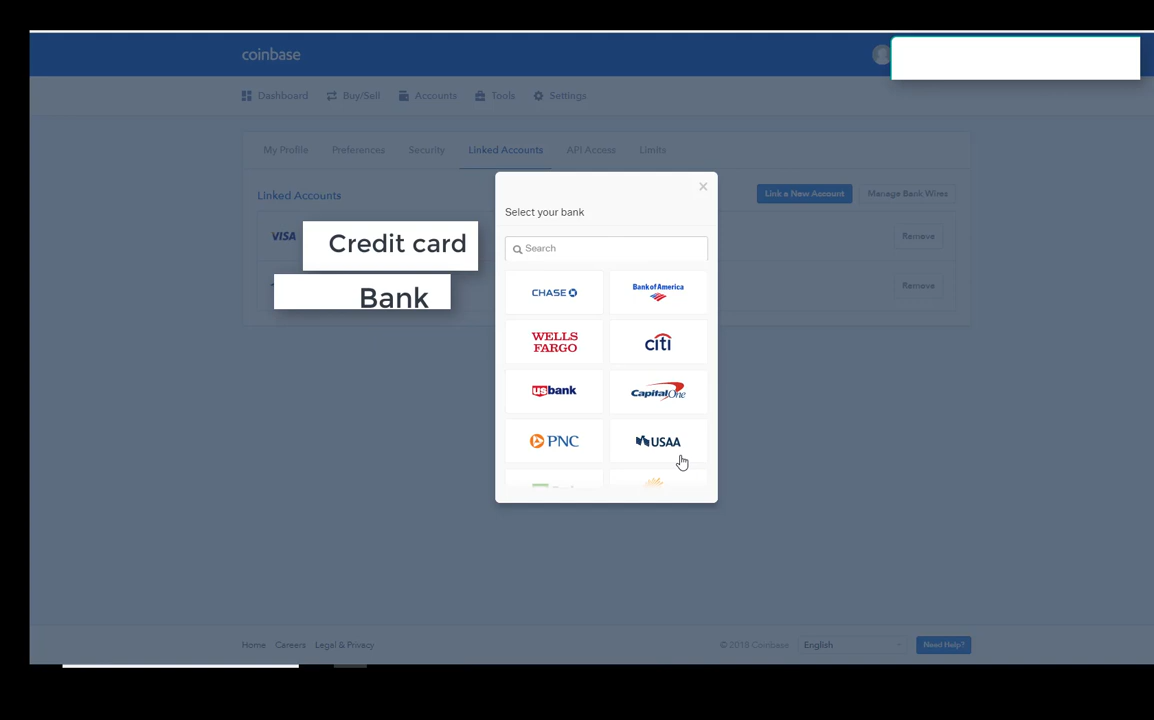 coinbase
Dashboard Buy/Sell Accounts Tools Settings
My Profile Preferences Security Linked Accounts API Access Limits
Linked Accounts
Link a New Account Manage Bank Wires
VISA
Remove
Remove
Credit card
Bank
Select your bank
Search
CHASE
Bank of America
WELLS
FARGO
citi
usbank
Capital One
PNC
USAA
Home Careers Legal & Privacy
© 2018 Coinbase English Need Help?